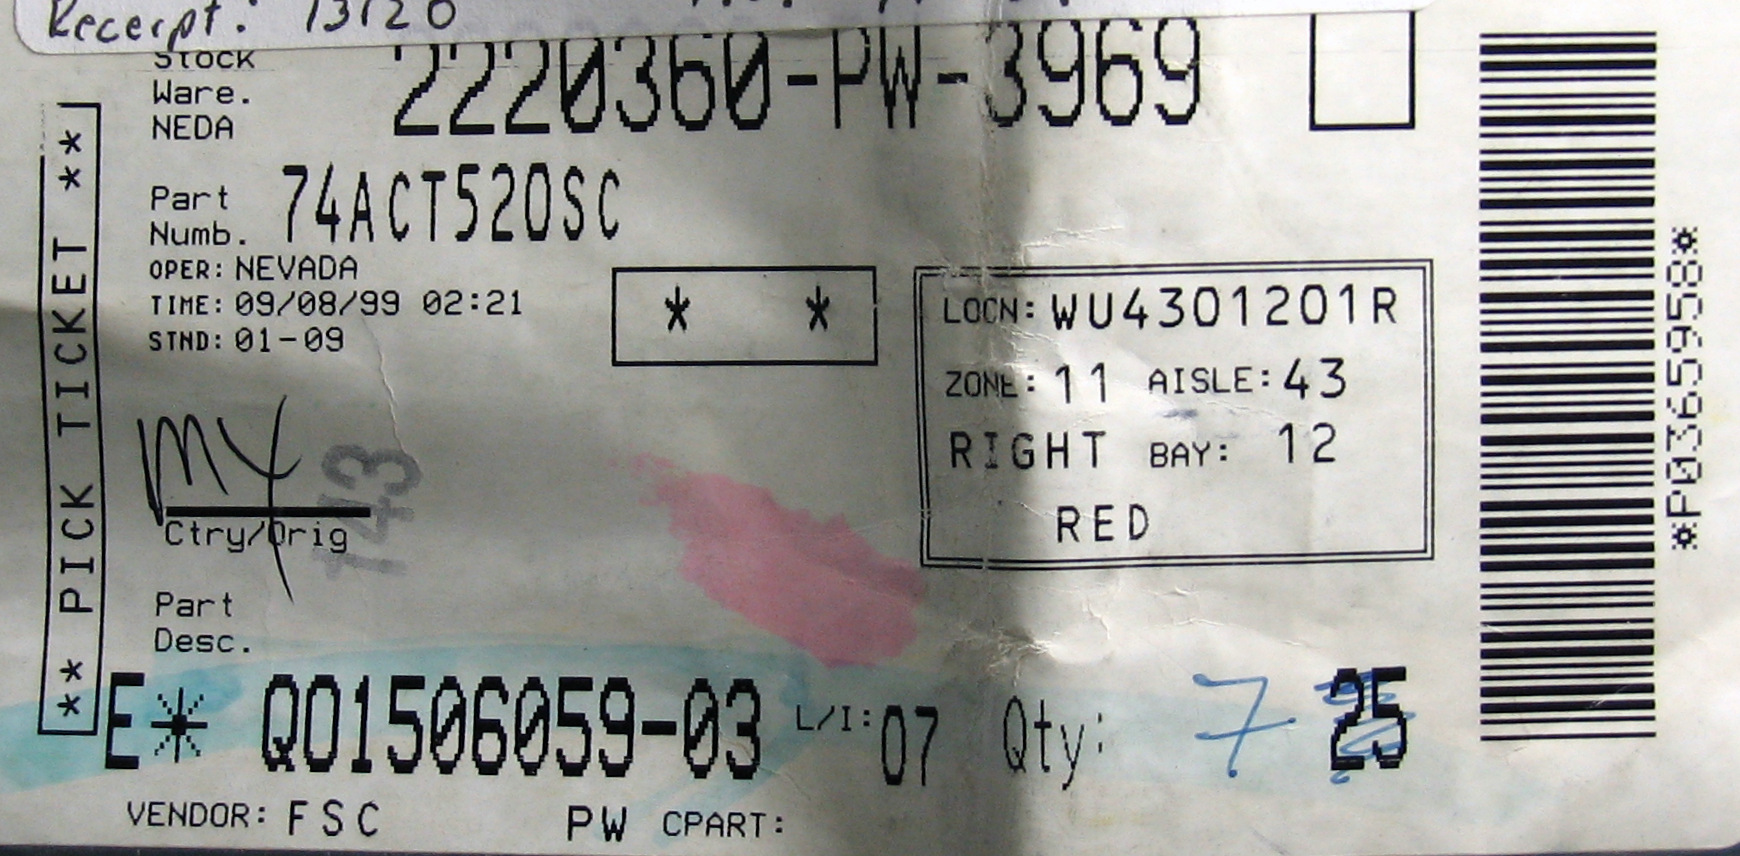 Receipt: 13120
Stock
Ware.
NEDA
2220360-PW-3969
** PICK TICKET **
Part
Numb.
74ACT520SC
OPER: NEVADA
TIME: 09/08/99 02:21
STND: 01-09
* *
LOCN: WU4301201R
ZONE: 11 AISLE: 43
RIGHT BAY: 12
RED
MY
143
Ctry/Orig
Part
Desc.
E* Q01506059-03 L/I: 07 Qty: 7 25
VENDOR: FSC PW CPART:
*P0365958*